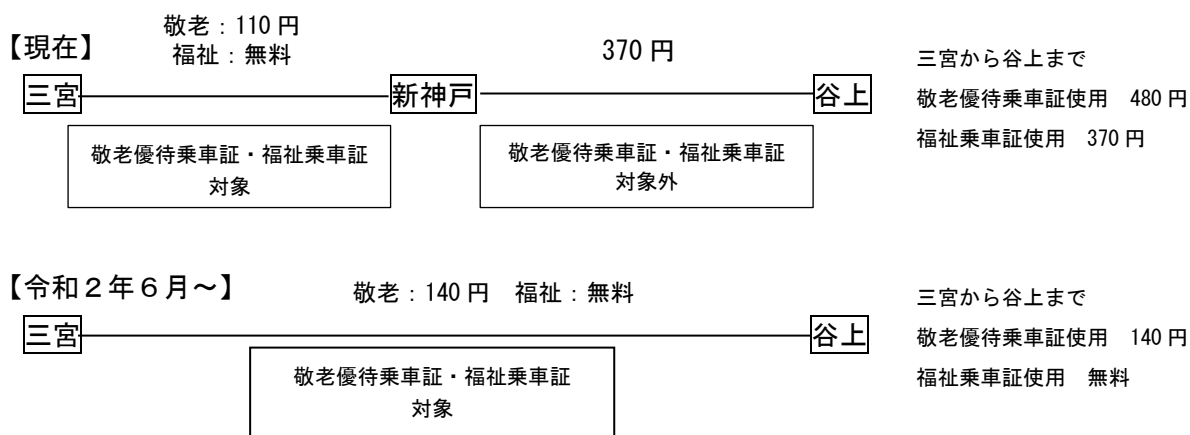 【現在】
敬老：110 円
福祉：無料
370 円
三宮
新神戸
谷上
敬老優待乗車証・福祉乗車証
対象
敬老優待乗車証・福祉乗車証
対象外
三宮から谷上まで
敬老優待乗車証使用　480 円
福祉乗車証使用　370 円
【令和２年６月～】
敬老：140 円　福祉：無料
三宮
谷上
敬老優待乗車証・福祉乗車証
対象
三宮から谷上まで
敬老優待乗車証使用　140 円
福祉乗車証使用　無料